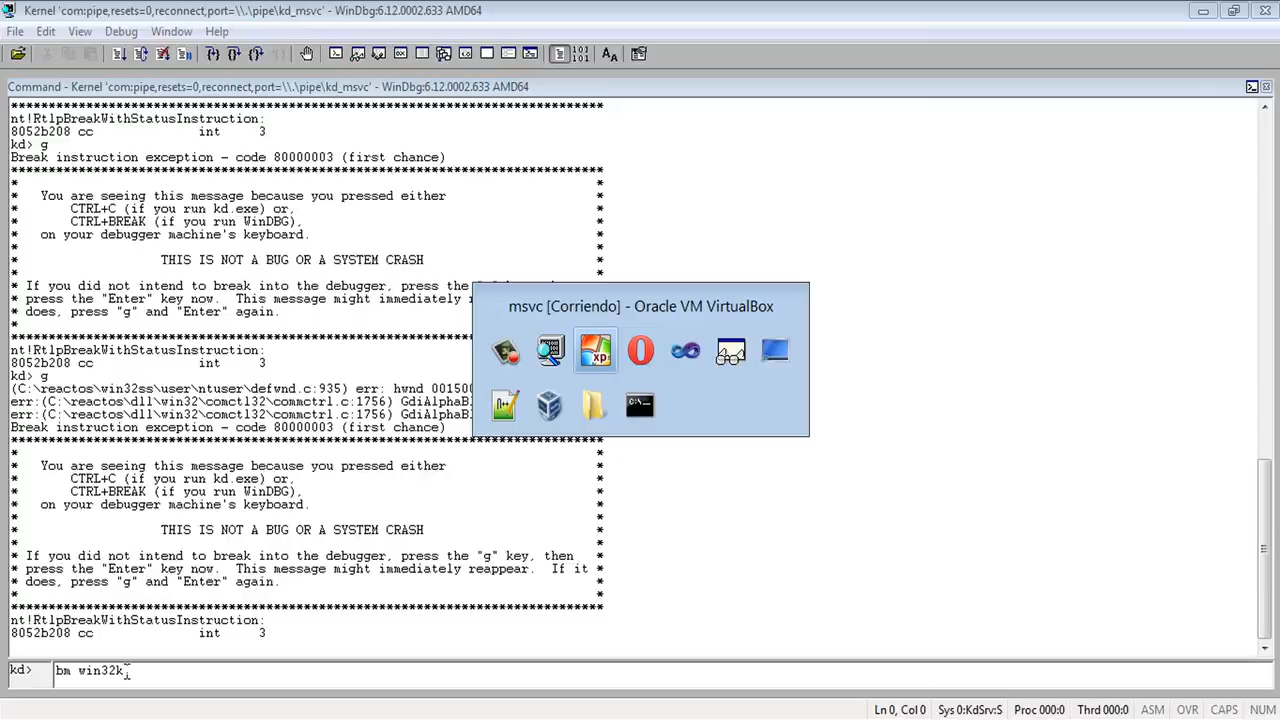 Kernel 'com:pipe,resets=0,reconnect,port=\\.\pipe\kd_msvc' - WinDbg:6.12.0002.633 AMD64
File Edit View Debug Window Help
Command - Kernel 'com:pipe,resets=0,reconnect,port=\\.\pipe\kd_msvc' - WinDbg:6.12.0002.633 AMD64
*******************************************************************************
nt!RtlpBreakWithStatusInstruction:
8052b208 cc int 3
kd> g
Break instruction exception - code 80000003 (first chance)
*******************************************************************************
* *
* You are seeing this message because you pressed either *
* CTRL+C (if you run kd.exe) or, *
* CTRL+BREAK (if you run WinDBG), *
* on your debugger machine's keyboard. *
* *
* THIS IS NOT A BUG OR A SYSTEM CRASH *
* *
* If you did not intend to break into the debugger, press the
* press the "Enter" key now. This message might immediately
* does, press "g" and "Enter" again.
*
*******************************************************************************
nt!RtlpBreakWithStatusInstruction:
8052b208 cc int 3
kd> g
(C:\reactos\win32ss\user\ntuser\defwnd.c:935) err: hwnd 00150
err:(C:\reactos\dll\win32\comctl32\commctrl.c:1756) GdiAlphaBl
err:(C:\reactos\dll\win32\comctl32\commctrl.c:1756) GdiAlphaBl
Break instruction exception - code 80000003 (first chance)
*******************************************************************************
* *
* You are seeing this message because you pressed either *
* CTRL+C (if you run kd.exe) or, *
* CTRL+BREAK (if you run WinDBG), *
* on your debugger machine's keyboard. *
* *
* THIS IS NOT A BUG OR A SYSTEM CRASH *
* *
* If you did not intend to break into the debugger, press the "g" key, then *
* press the "Enter" key now. This message might immediately reappear. If it *
* does, press "g" and "Enter" again. *
* *
*******************************************************************************
nt!RtlpBreakWithStatusInstruction:
8052b208 cc int 3
msvc [Corriendo] - Oracle VM VirtualBox
xp
C:\
kd> bm win32k
Ln 0, Col 0 Sys 0:KdSrv:S Proc 000:0 Thrd 000:0 ASM OVR CAPS NUM